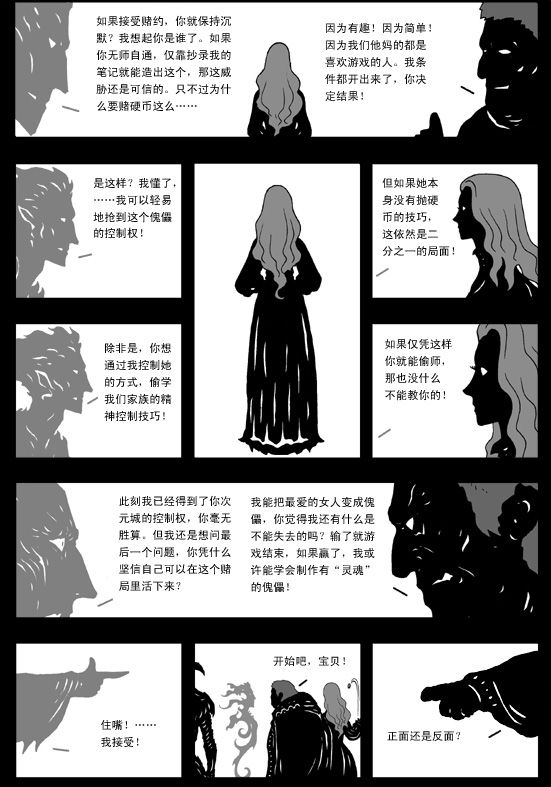 如果接受赌约，你就保持沉
默？我想起你是谁了。如果
你无师自通，仅靠抄录我的
笔记就能造出这个，那这威
胁还是可信的。只不过为什
么要赌硬币这么……
因为有趣！因为简单！
因为我们他妈的都是
喜欢游戏的人。我条
件都开出来了，你决
定结果！
是这样？我懂了，
……我可以轻易
地抢到这个傀儡
的控制权！
但如果她本
身没有抛硬
币的技巧，
这依然是二
分之一的局面！
除非是，你想
通过我控制她
的方式，偷学
我们家族的精
神控制技巧！
如果仅凭这样
你就能偷师，
那也没什么
不能教你的！
此刻我已经得到了你次
元城的控制权，你毫无
胜算。但我还是想问最
后一个问题，你凭什么
坚信自己可以在这个赌
局里活下来？
我能把最爱的女人变成傀
儡，你觉得我还有什么是
不能失去的吗？输了就游
戏结束，如果赢了，我或
许能学会制作有“灵魂”
的傀儡！
住嘴！……
我接受！
开始吧，宝贝！
正面还是反面？